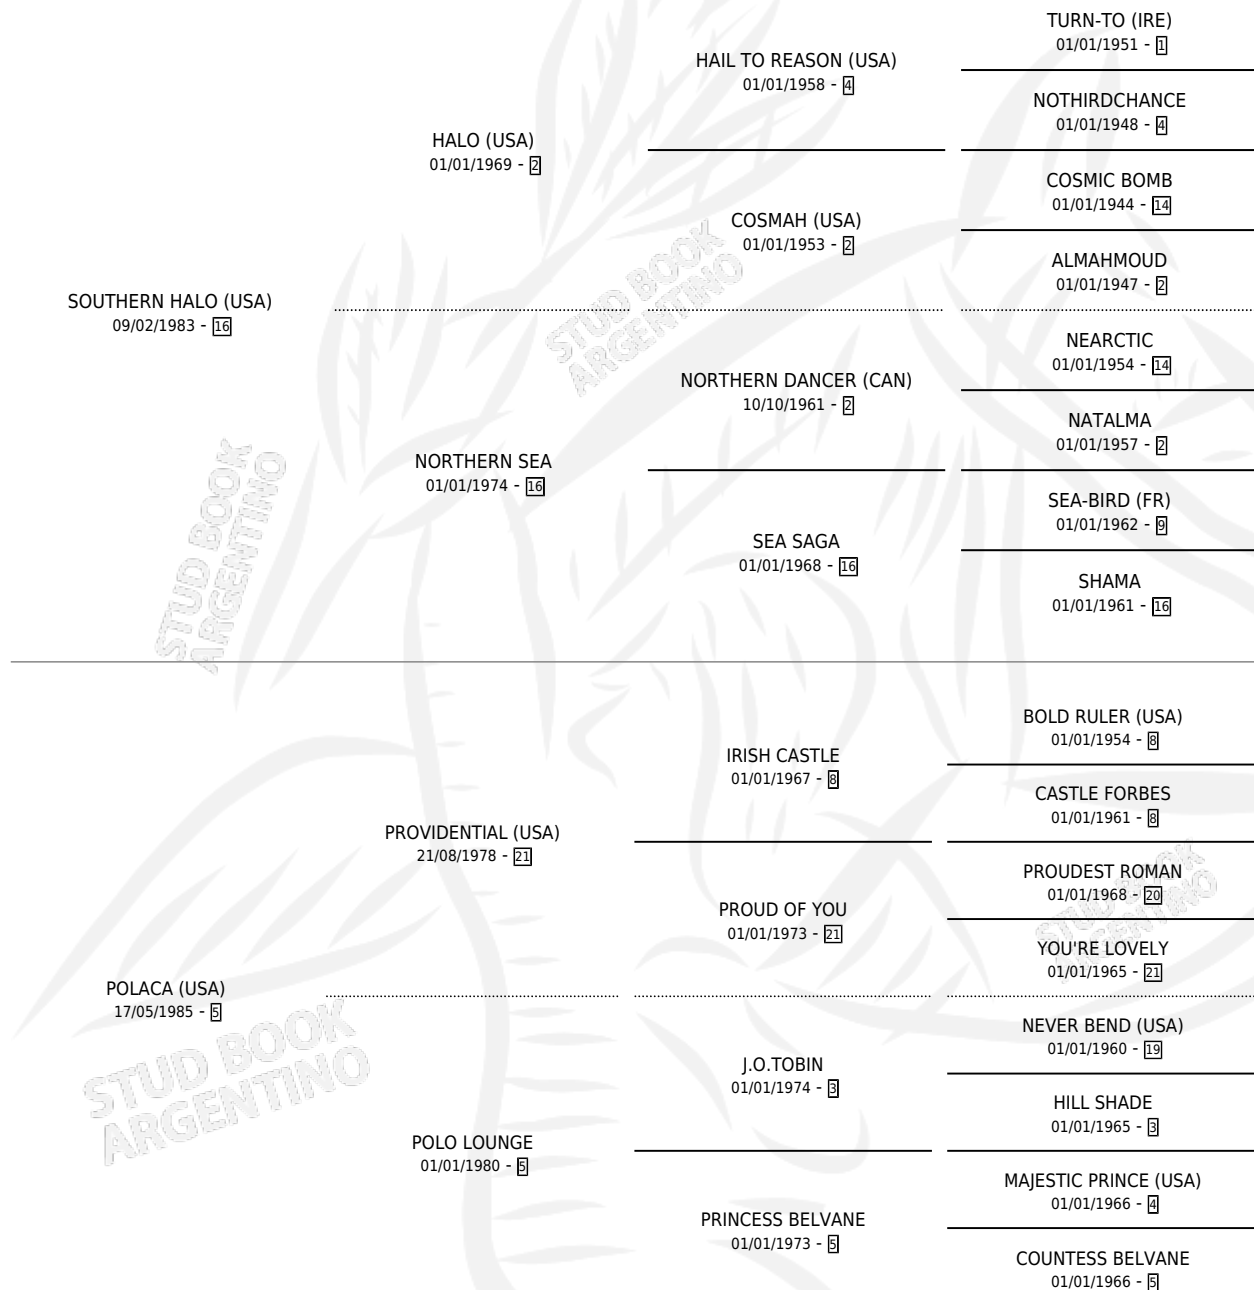 TURN-TO (IRE)
01/01/1951 - 1
HAIL TO REASON (USA)
01/01/1958 - 4
NOTHIRDCHANCE
01/01/1948 - 4
HALO (USA)
01/01/1969 - 2
COSMIC BOMB
01/01/1944 - 14
COSMAH (USA)
01/01/1953 - 2
ALMAHMOUD
01/01/1947 - 2
SOUTHERN HALO (USA)
09/02/1983 - 16
STUD BOOK
ARGENTINO
NEARCTIC
01/01/1954 - 14
NORTHERN DANCER (CAN)
10/10/1961 - 2
NATALMA
01/01/1957 - 2
NORTHERN SEA
01/01/1974 - 16
SEA-BIRD (FR)
01/01/1962 - 9
SEA SAGA
01/01/1968 - 16
SHAMA
01/01/1961 - 16
STUD BOOK
ARGENTINO
BOLD RULER (USA)
01/01/1954 - 8
IRISH CASTLE
01/01/1967 - 8
CASTLE FORBES
01/01/1961 - 8
PROVIDENTIAL (USA)
21/08/1978 - 21
PROUDEST ROMAN
01/01/1968 - 20
PROUD OF YOU
01/01/1973 - 21
YOU'RE LOVELY
01/01/1965 - 21
STUD BOOK
ARGENTINO
POLACA (USA)
17/05/1985 - 5
NEVER BEND (USA)
01/01/1960 - 19
J.O.TOBIN
01/01/1974 - 3
HILL SHADE
01/01/1965 - 3
STUD BOOK
ARGENTINO
POLO LOUNGE
01/01/1980 - 5
MAJESTIC PRINCE (USA)
01/01/1966 - 4
PRINCESS BELVANE
01/01/1973 - 5
COUNTESS BELVANE
01/01/1966 - 5